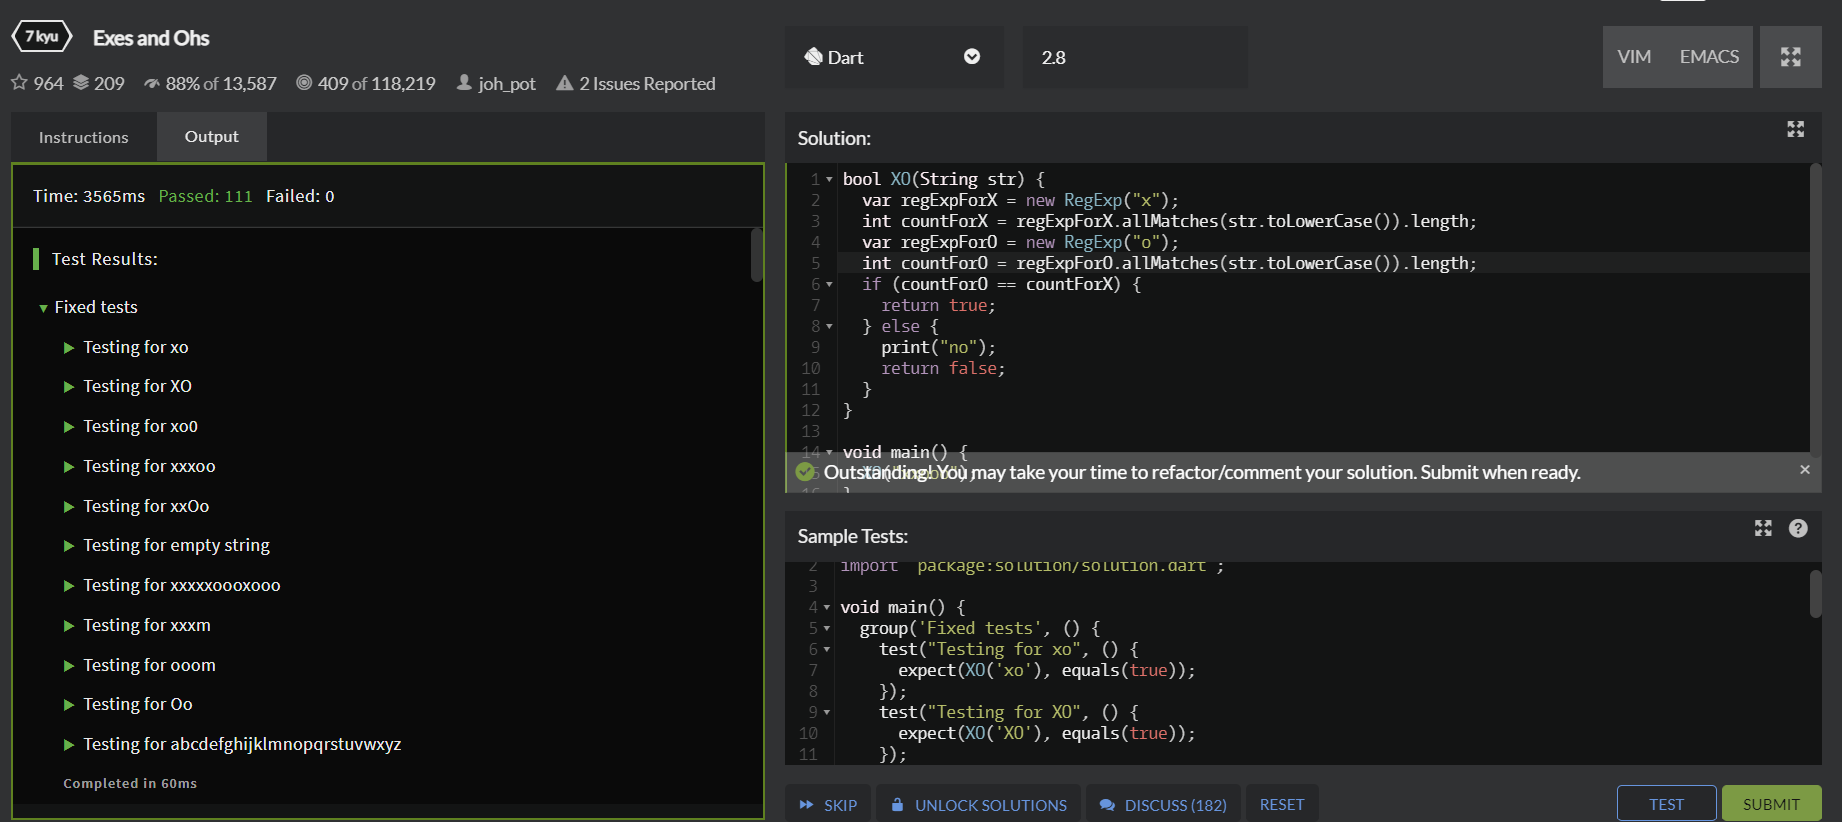 7 kyu Exes and Ohs
964 209 88% of 13,587 409 of 118,219 joh_pot 2 Issues Reported
Instructions Output
Time: 3565ms Passed: 111 Failed: 0
Test Results:
Fixed tests
Testing for xo
Testing for XO
Testing for xo0
Testing for xxxoo
Testing for xxOo
Testing for empty string
Testing for xxxxxoooxooo
Testing for xxxm
Testing for ooom
Testing for Oo
Testing for abcdefghijklmnopqrstuvwxyz
Completed in 60ms
Dart 2.8 VIM EMACS
Solution:
1 bool XO(String str) {
2 var regExpForX = new RegExp("x");
3 int countForX = regExpForX.allMatches(str.toLowerCase()).length;
4 var regExpForO = new RegExp("o");
5 int countForO = regExpForO.allMatches(str.toLowerCase()).length;
6 if (countForO == countForX) {
7 return true;
8 } else {
9 print("no");
10 return false;
11 }
12 }
13
14 void main() {
Outstanding! You may take your time to refactor/comment your solution. Submit when ready.
Sample Tests:
2 import package:solution/solution.dart ;
3
4 void main() {
5 group('Fixed tests', () {
6 test("Testing for xo", () {
7 expect(XO('xo'), equals(true));
8 });
9 test("Testing for XO", () {
10 expect(XO('XO'), equals(true));
11 });
SKIP UNLOCK SOLUTIONS DISCUSS (182) RESET TEST SUBMIT